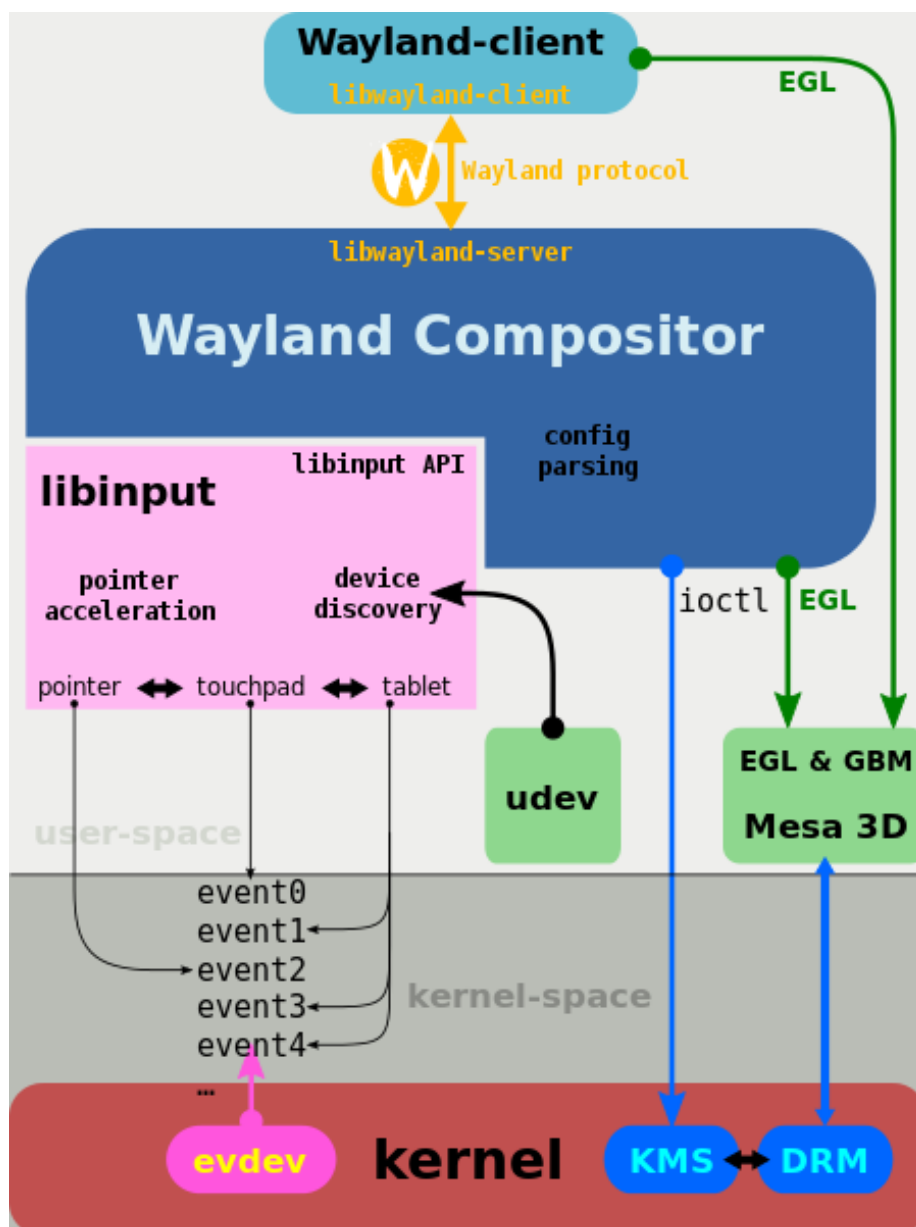 Wayland-client
libwayland-client
EGL
W
Wayland protocol
libwayland-server
Wayland Compositor
config
parsing
libinput API
libinput
pointer
acceleration
device
discovery
ioctl
EGL
pointer
touchpad
tablet
udev
EGL & GBM
Mesa 3D
user-space
event0
event1
event2
event3
event4
...
kernel-space
evdev
kernel
KMS
DRM